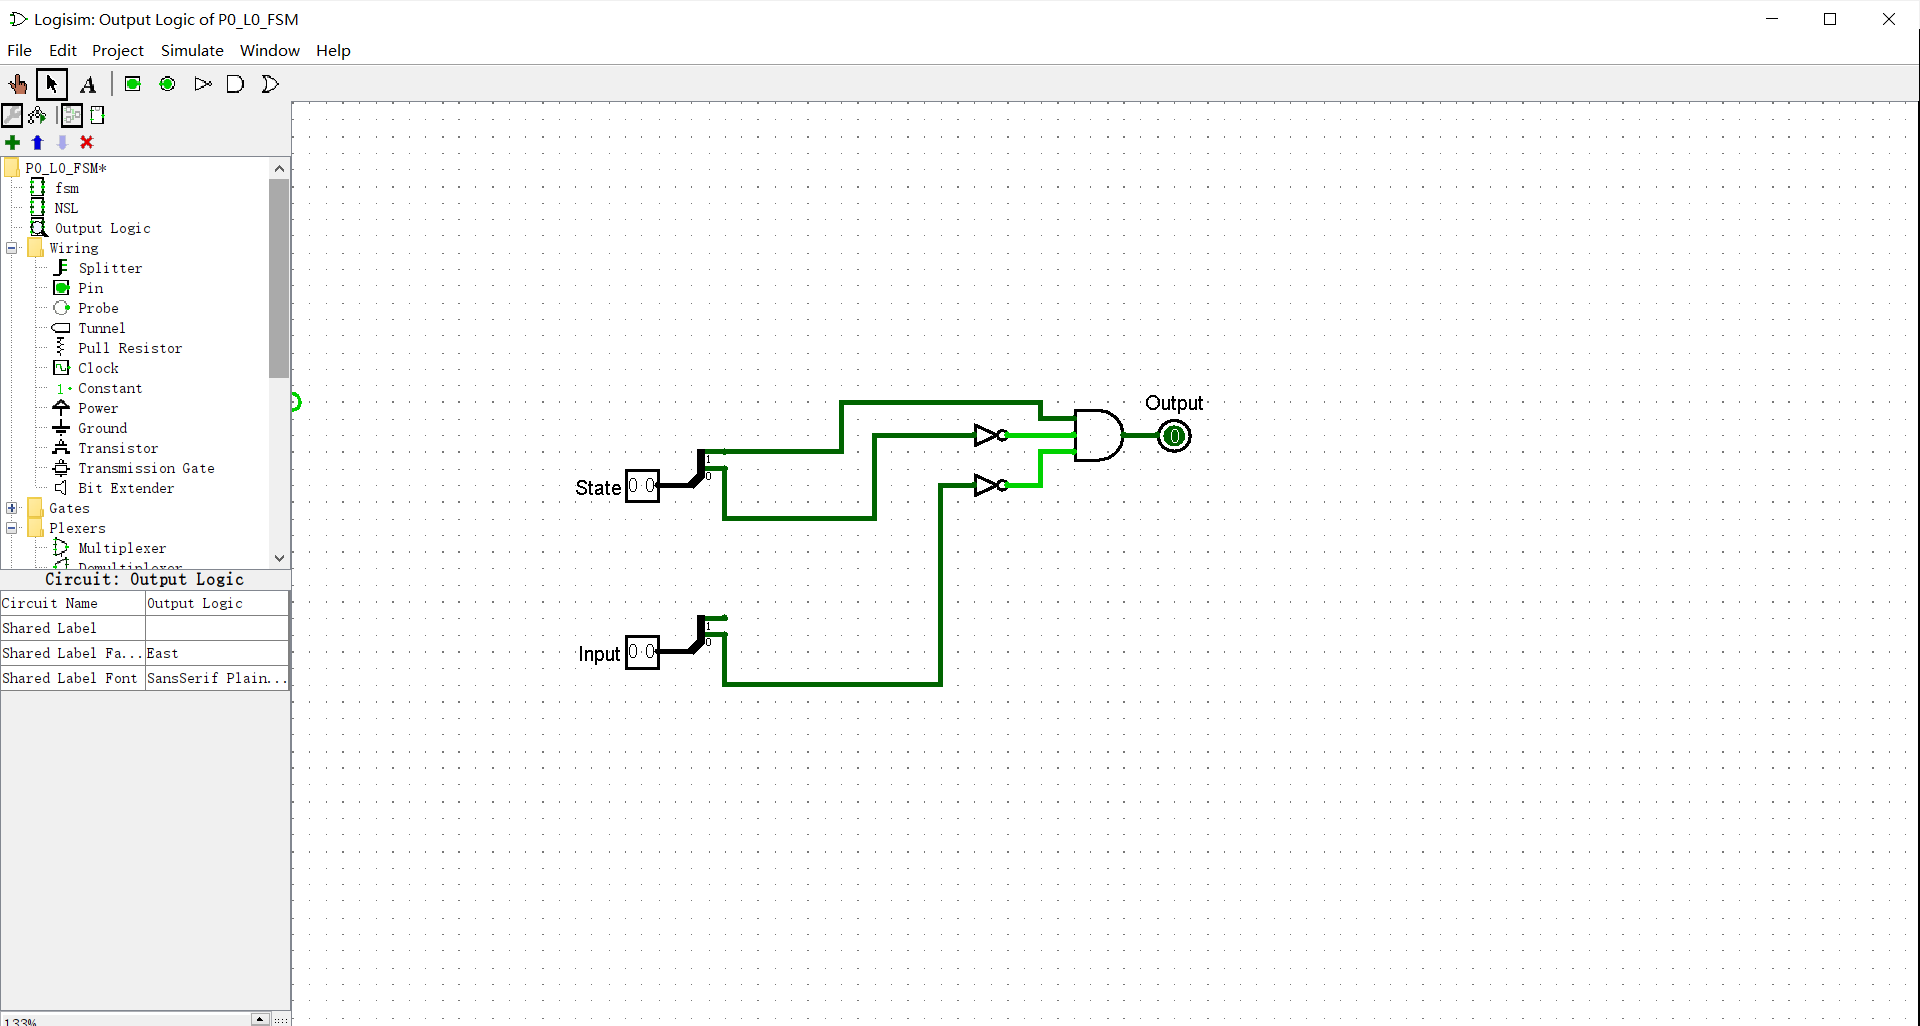 Logisim: Output Logic of P0_L0_FSM
File Edit Project Simulate Window Help
A
P0_L0_FSM*
fsm
NSL
Output Logic
Wiring
Splitter
Pin
Probe
Tunnel
Pull Resistor
Clock
1 Constant
Power
Ground
Transistor
Transmission Gate
Bit Extender
Gates
Plexers
Multiplexer
Demultiplexer
Circuit: Output Logic
Circuit Name Output Logic
Shared Label
Shared Label Fa... East
Shared Label Font SansSerif Plain...
133%
Output
0
1
0
State 0 0
1
0
Input 0 0